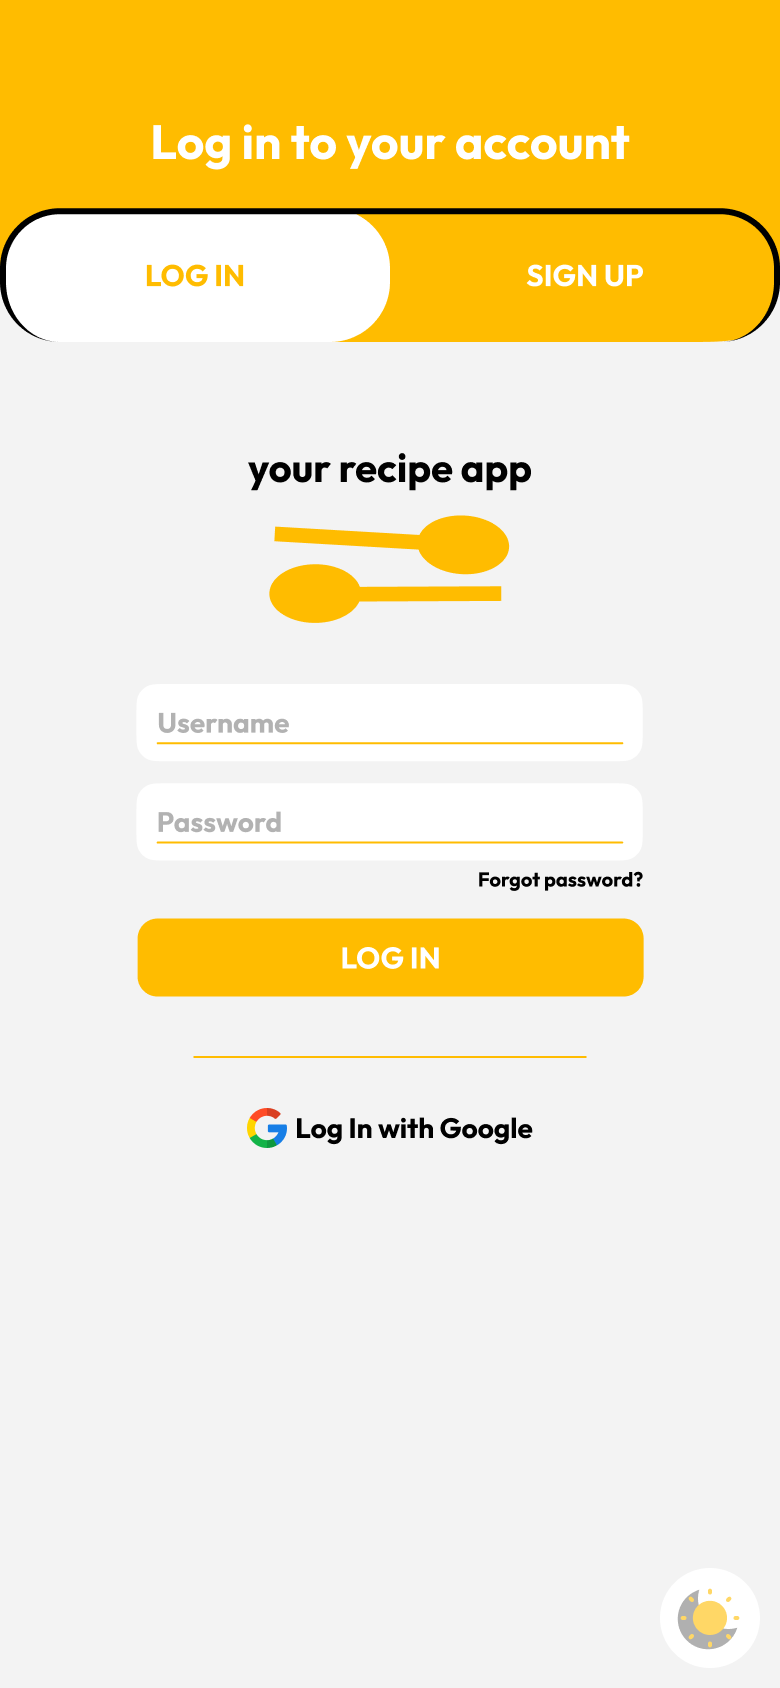 Log in to your account
LOG IN
SIGN UP
your recipe app
Username
Password
Forgot password?
LOG IN
Log In with Google